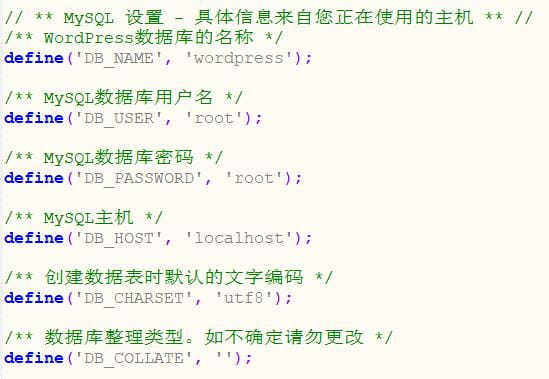 // ** MySQL 设置 - 具体信息来自您正在使用的主机 ** //
/** WordPress数据库的名称 */
define('DB_NAME', 'wordpress');
/** MySQL数据库用户名 */
define('DB_USER', 'root');
/** MySQL数据库密码 */
define('DB_PASSWORD', 'root');
/** MySQL主机 */
define('DB_HOST', 'localhost');
/** 创建数据表时默认的文字编码 */
define('DB_CHARSET', 'utf8');
/** 数据库整理类型。如不确定请勿更改 */
define('DB_COLLATE', '');